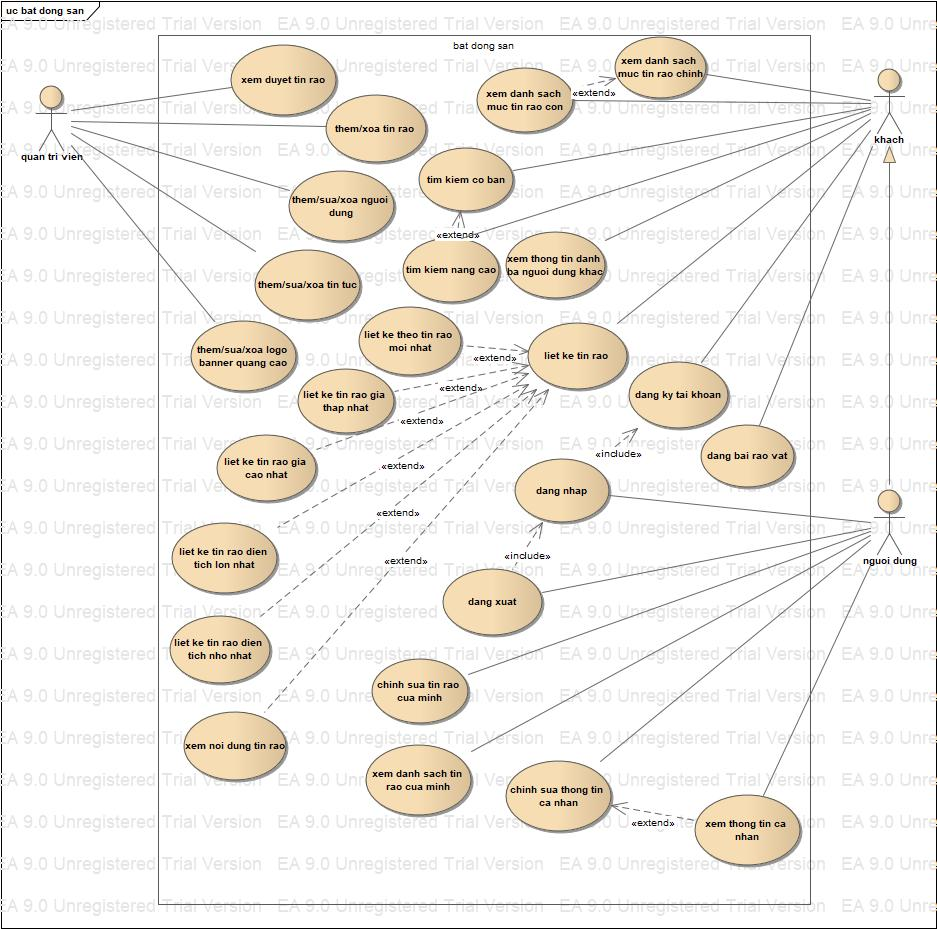 uc bat dong san
EA 9.0 Unregistered Trial Version
bat dong san
xem duyet tin rao
xem danh sach
muc tin rao chinh
xem danh sach
muc tin rao con
«extend»
them/xoa tin rao
quan tri vien
khach
tim kiem co ban
them/sua/xoa nguoi
dung
«extend»
tim kiem nang cao
xem thong tin danh
ba nguoi dung khac
them/sua/xoa tin tuc
them/sua/xoa logo
banner quang cao
liet ke theo tin rao
moi nhat
«extend»
liet ke tin rao
liet ke tin rao gia
thap nhat
«extend»
dang ky tai khoan
«extend»
liet ke tin rao gia
cao nhat
«extend»
«include»
dang bai rao vat
dang nhap
«extend»
liet ke tin rao dien
tich lon nhat
«extend»
«include»
nguoi dung
dang xuat
liet ke tin rao dien
tich nho nhat
chinh sua tin rao
cua minh
xem noi dung tin rao
xem danh sach tin
rao cua minh
chinh sua thong tin
ca nhan
«extend»
xem thong tin ca
nhan